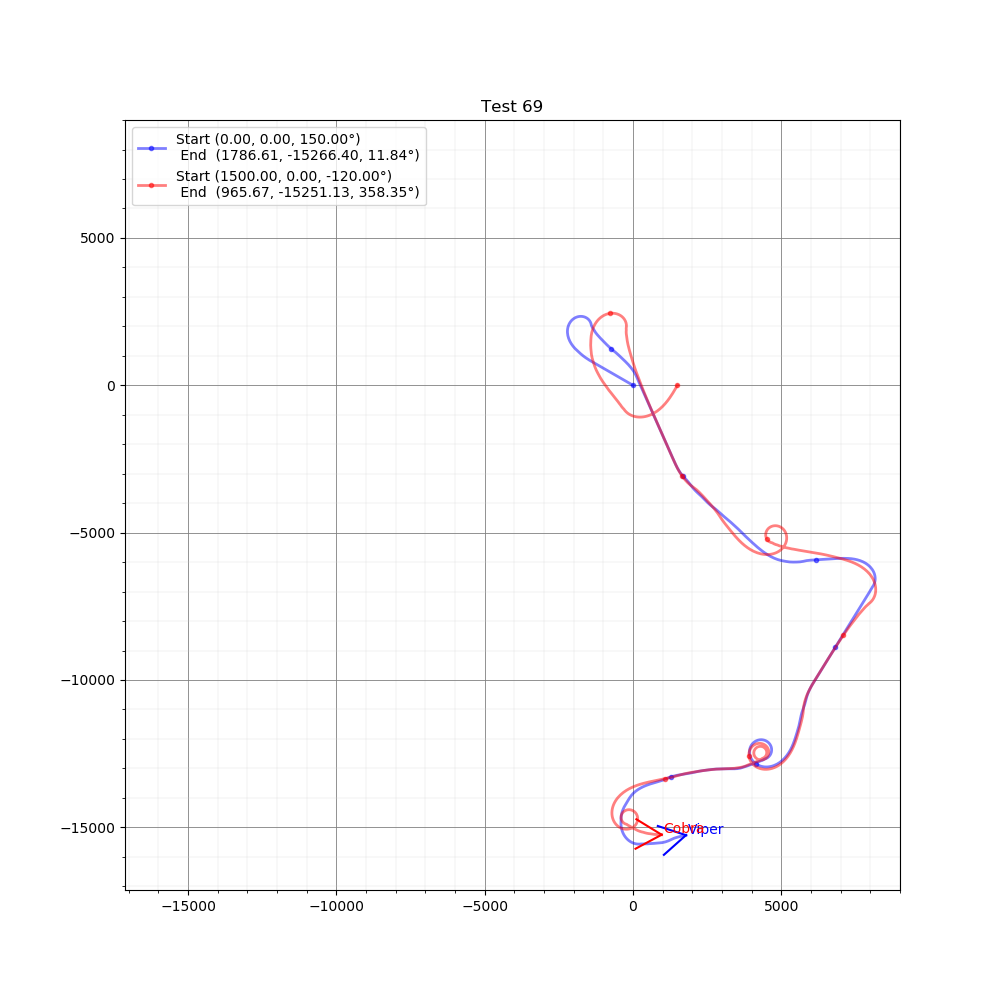 Test 69
Start (0.00, 0.00, 150.00°)
End  (1786.61, -15266.40, 11.84°)
Start (1500.00, 0.00, -120.00°)
End  (965.67, -15251.13, 358.35°)
5000
0
−5000
−10000
−15000
Cobra
Viper
−15000
−10000
−5000
0
5000